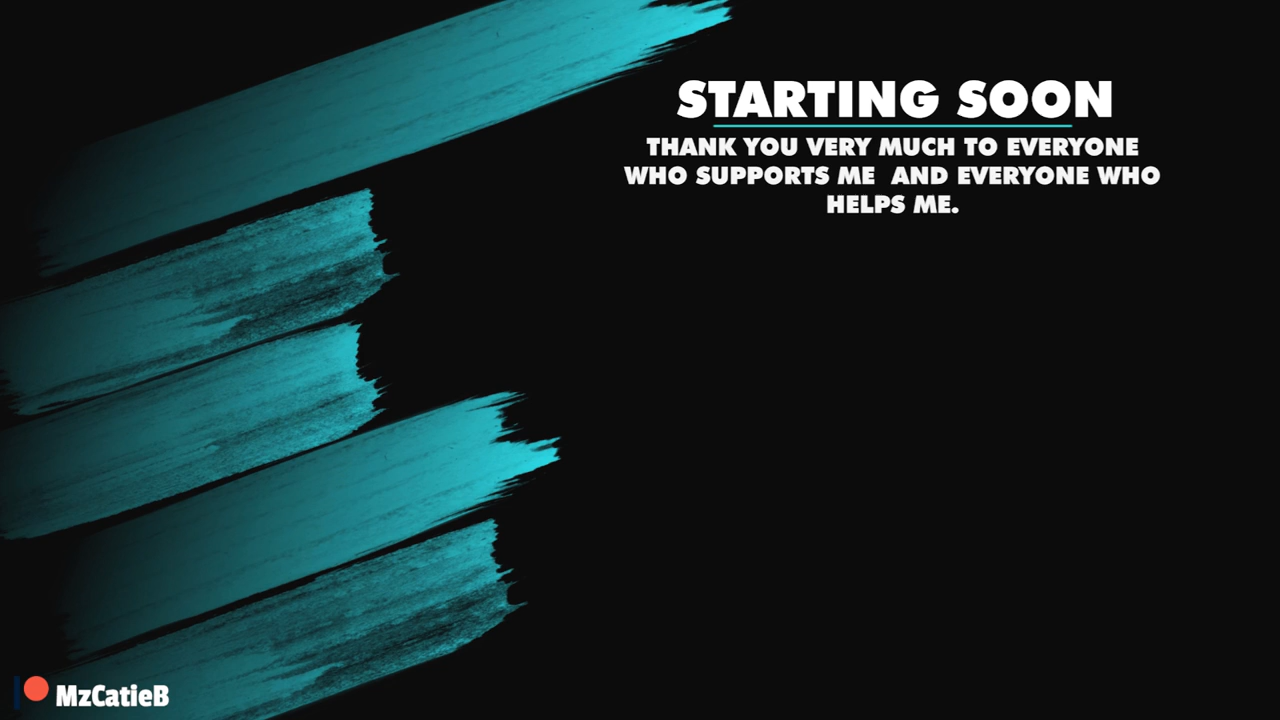 STARTING SOON
THANK YOU VERY MUCH TO EVERYONE
WHO SUPPORTS ME  AND EVERYONE WHO
HELPS ME.
MzCatieB